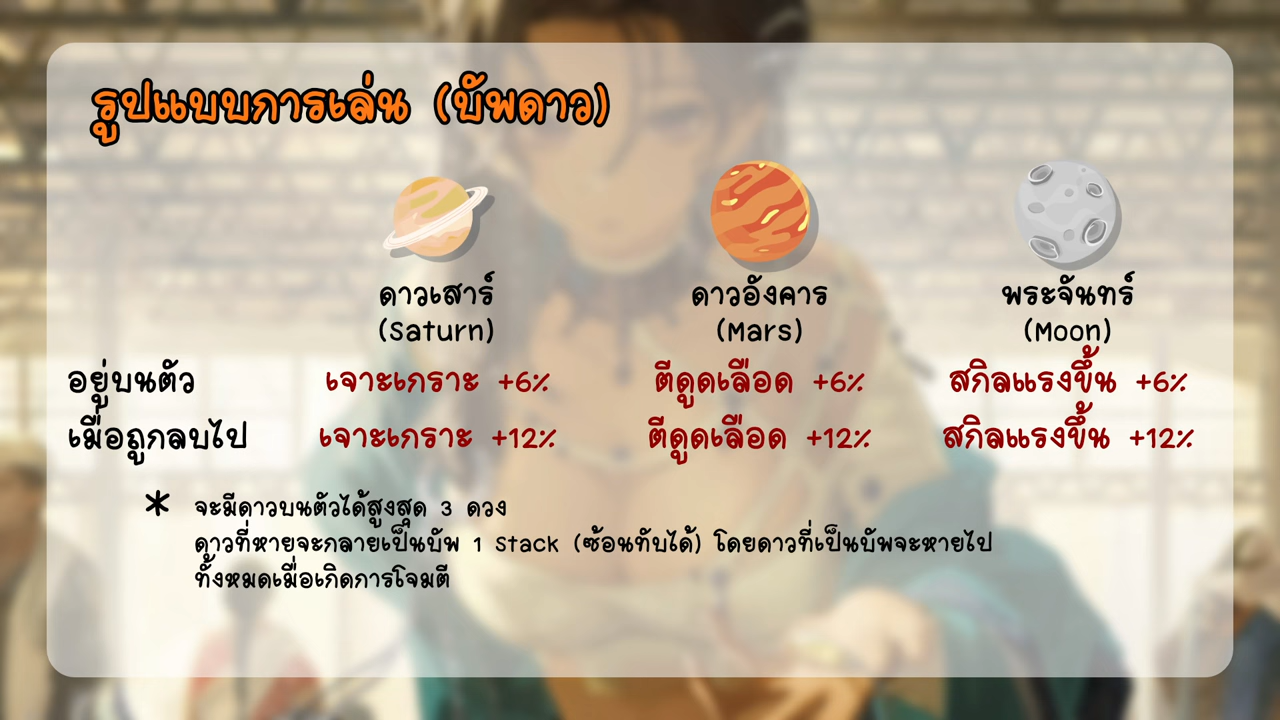 รูปแบบการเล่น (บัพดาว)
ดาวเสาร์ ดาวอังคาร พระจันทร์
(Saturn) (Mars) (Moon)
อยู่บนตัว เจาะเกราะ +6% ตีดูดเลือด +6% สกิลแรงขึ้น +6%
เมื่อถูกลบไป เจาะเกราะ +12% ตีดูดเลือด +12% สกิลแรงขึ้น +12%
* จะมีดาวบนตัวได้สูงสุด 3 ดวง
ดาวที่หายจะกลายเป็นบัพ 1 Stack (ซ้อนทับได้) โดยดาวที่เป็นบัพจะหายไป
ทั้งหมดเมื่อเกิดการโจมตี